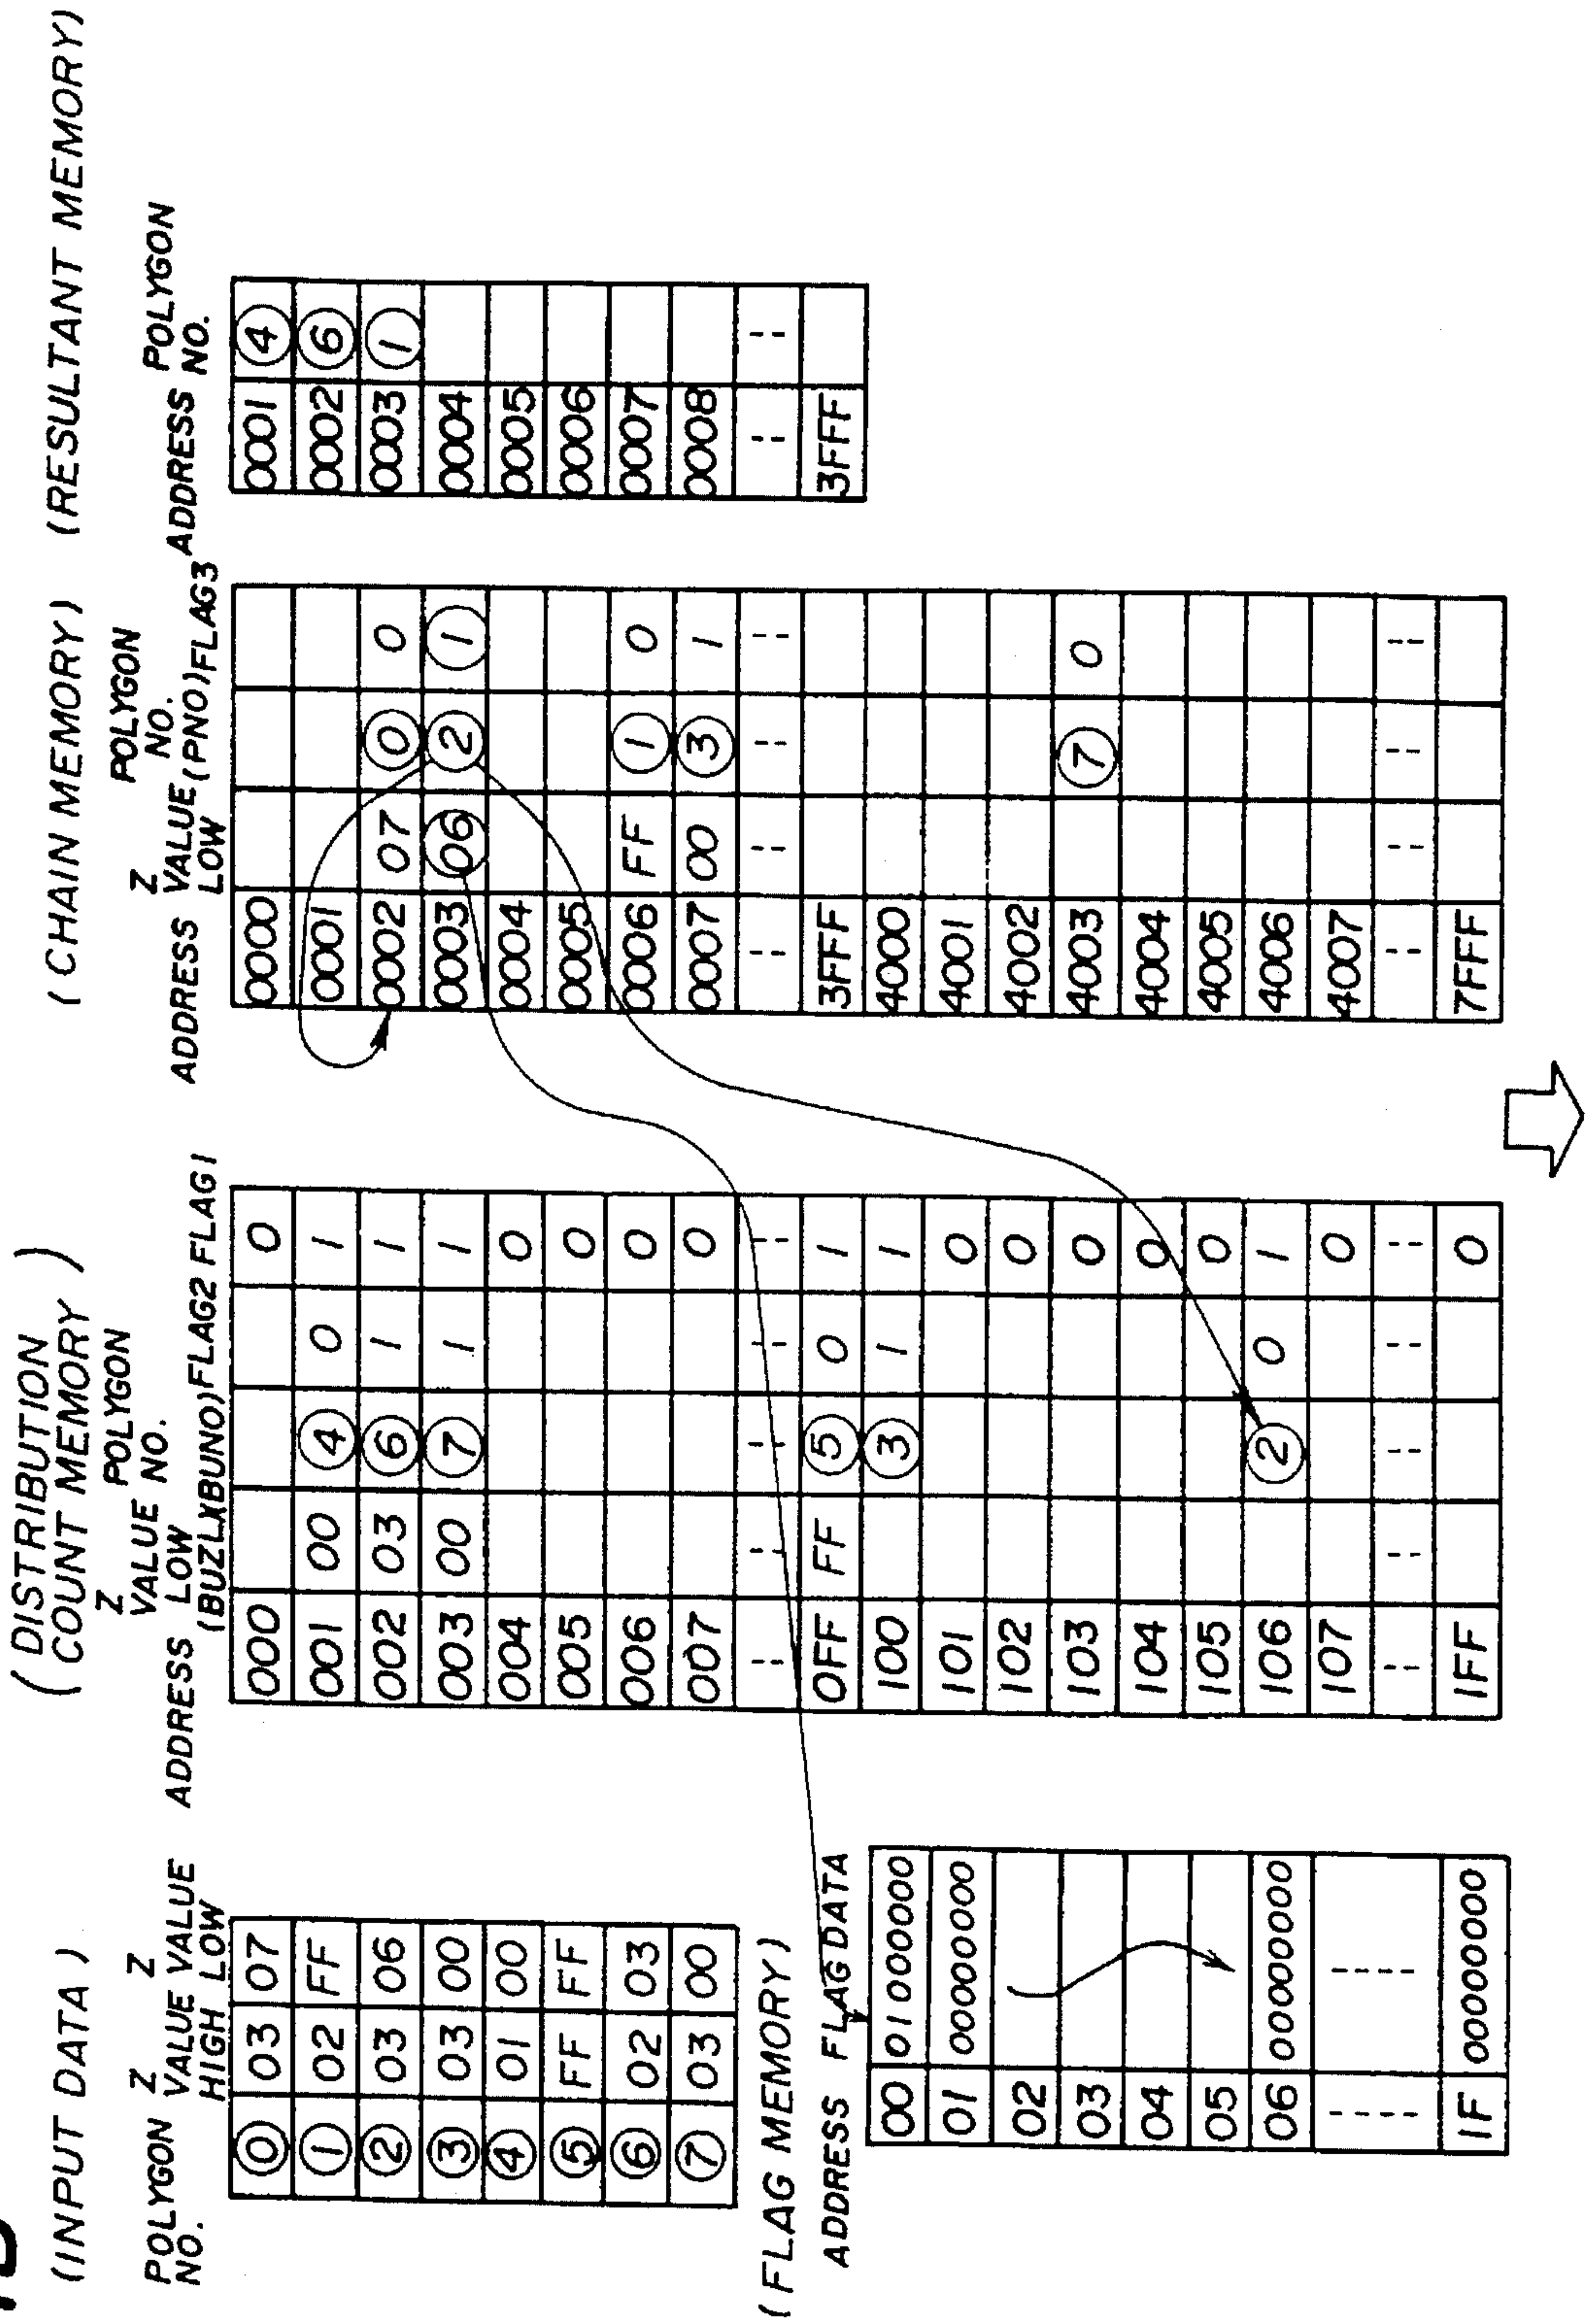 (INPUT DATA)
POLYGON NO. Z VALUE HIGH Z VALUE LOW
⓪ 03 07
① 02 FF
② 03 06
③ 03 00
④ 01 00
⑤ FF FF
⑥ 02 03
⑦ 03 00
(FLAG MEMORY)
ADDRESS FLAG DATA
00 01000000
01 00000000
02
03
04
05
06 00000000
---- ----
1F 00000000
(DISTRIBUTION
COUNT MEMORY)
ADDRESS Z VALUE LOW (BUZL) POLYGON NO. (BUNO) FLAG2 FLAG1
000 0
001 00 ④ 0 1
002 03 ⑥ 1 1
003 00 ⑦ 1 1
004 0
005 0
006 0
007 0
-- -- -- -- --
0FF FF ⑤ 0 1
100 ③ 1 1
101 0
102 0
103 0
104 0
105 0
106 ② 0 1
107 0
-- -- -- -- --
1FF 0
(CHAIN MEMORY)
ADDRESS Z VALUE LOW POLYGON NO. (PNO) FLAG3
0000
0001
0002 07 ⓪ 0
0003 06 ② ①
0004
0005
0006 FF ① 0
0007 00 ③ 1
-- -- -- --
3FFF
4000
4001
4002
4003 ⑦ 0
4004
4005
4006
4007
-- -- -- --
7FFF
(RESULTANT MEMORY)
ADDRESS POLYGON NO.
0001 ④
0002 ⑥
0003 ①
0004
0005
0006
0007
0008
-- --
3FFF